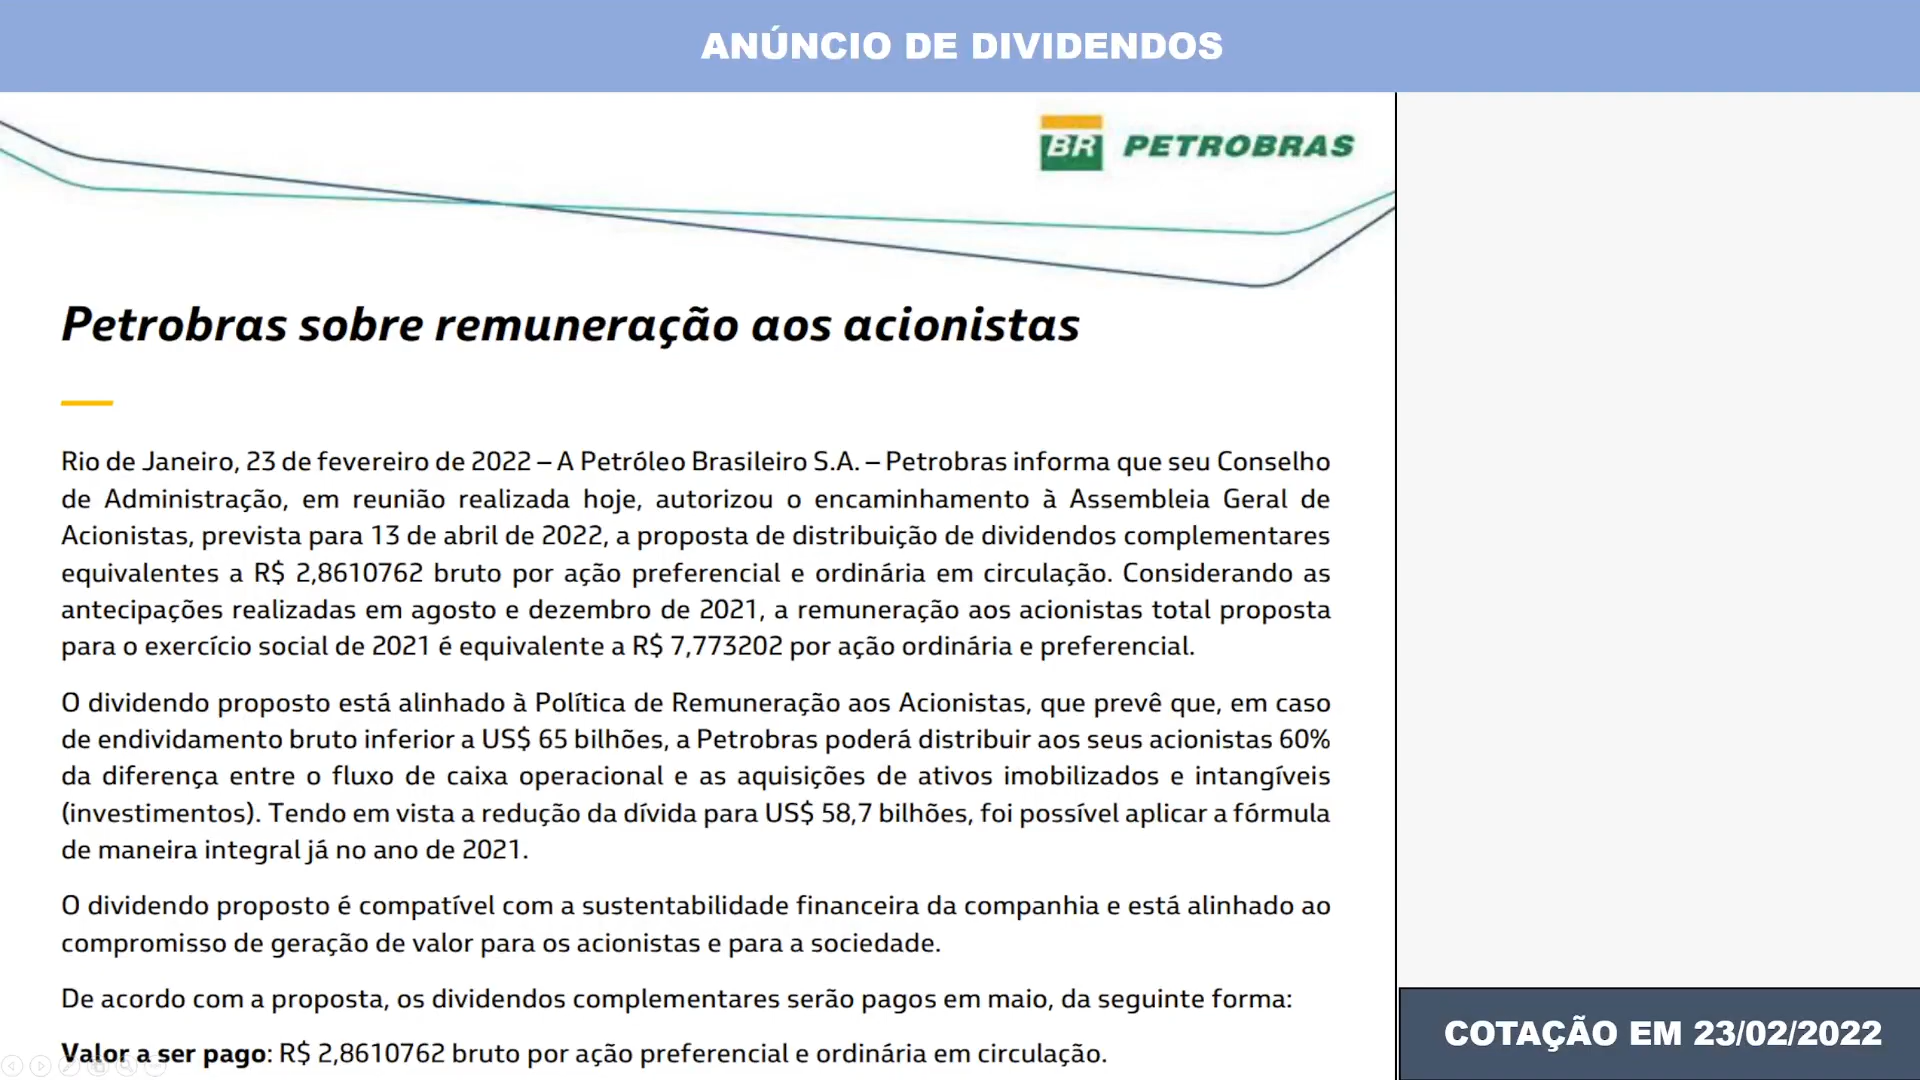 ANÚNCIO DE DIVIDENDOS
BR PETROBRAS
Petrobras sobre remuneração aos acionistas
Rio de Janeiro, 23 de fevereiro de 2022 – A Petróleo Brasileiro S.A. – Petrobras informa que seu Conselho
de Administração, em reunião realizada hoje, autorizou o encaminhamento à Assembleia Geral de
Acionistas, prevista para 13 de abril de 2022, a proposta de distribuição de dividendos complementares
equivalentes a R$ 2,8610762 bruto por ação preferencial e ordinária em circulação. Considerando as
antecipações realizadas em agosto e dezembro de 2021, a remuneração aos acionistas total proposta
para o exercício social de 2021 é equivalente a R$ 7,773202 por ação ordinária e preferencial.
O dividendo proposto está alinhado à Política de Remuneração aos Acionistas, que prevê que, em caso
de endividamento bruto inferior a US$ 65 bilhões, a Petrobras poderá distribuir aos seus acionistas 60%
da diferença entre o fluxo de caixa operacional e as aquisições de ativos imobilizados e intangíveis
(investimentos). Tendo em vista a redução da dívida para US$ 58,7 bilhões, foi possível aplicar a fórmula
de maneira integral já no ano de 2021.
O dividendo proposto é compatível com a sustentabilidade financeira da companhia e está alinhado ao
compromisso de geração de valor para os acionistas e para a sociedade.
De acordo com a proposta, os dividendos complementares serão pagos em maio, da seguinte forma:
Valor a ser pago: R$ 2,8610762 bruto por ação preferencial e ordinária em circulação.
COTAÇÃO EM 23/02/2022